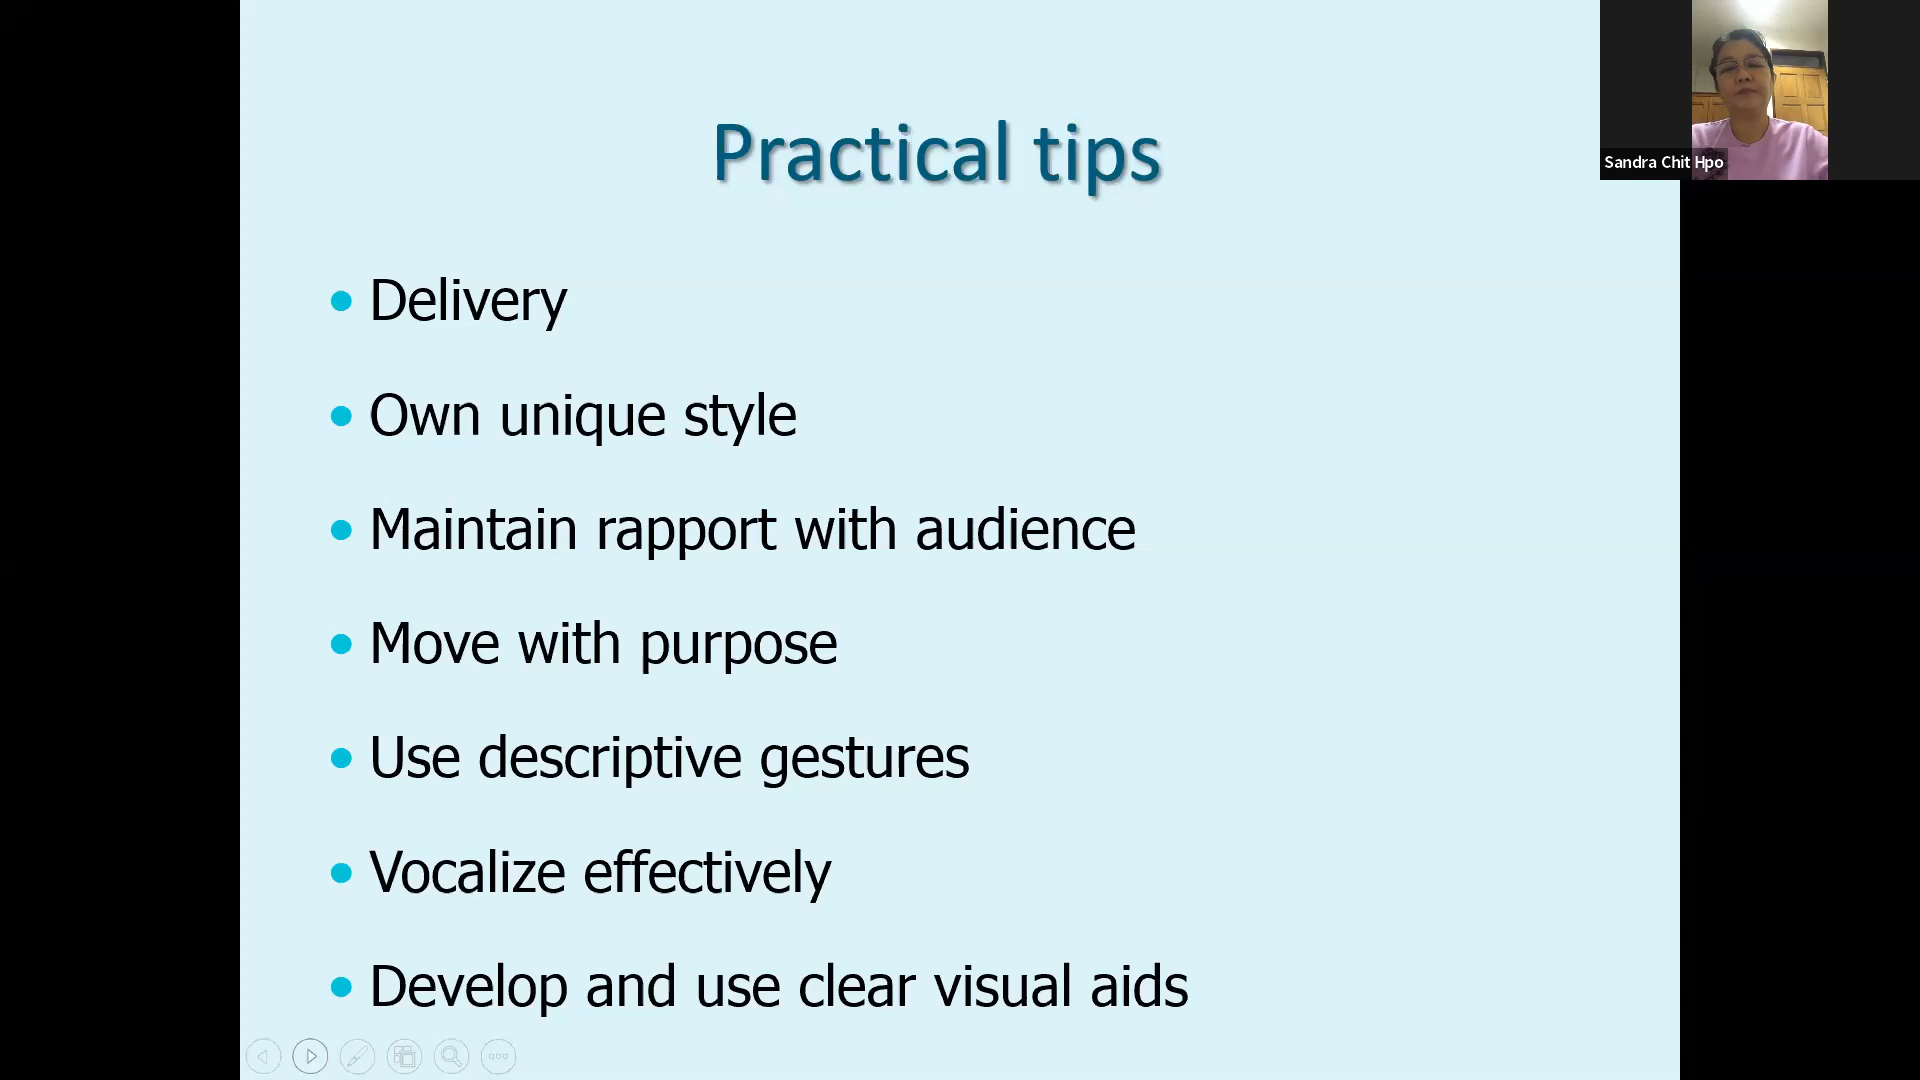 Practical tips
Sandra Chit Hpo
• Delivery
• Own unique style
• Maintain rapport with audience
• Move with purpose
• Use descriptive gestures
• Vocalize effectively
• Develop and use clear visual aids